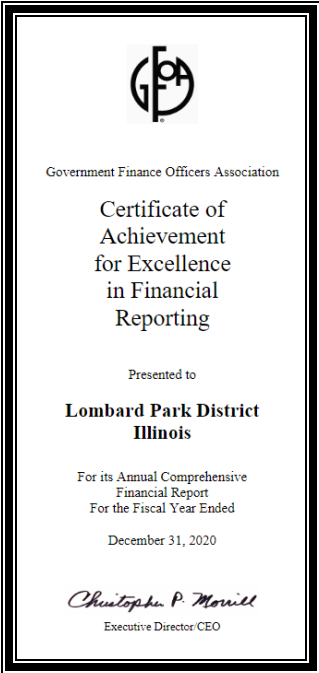 GFOA
®
Government Finance Officers Association
Certificate of
Achievement
for Excellence
in Financial
Reporting
Presented to
Lombard Park District
Illinois
For its Annual Comprehensive
Financial Report
For the Fiscal Year Ended
December 31, 2020
Christopher P. Morrill
Executive Director/CEO